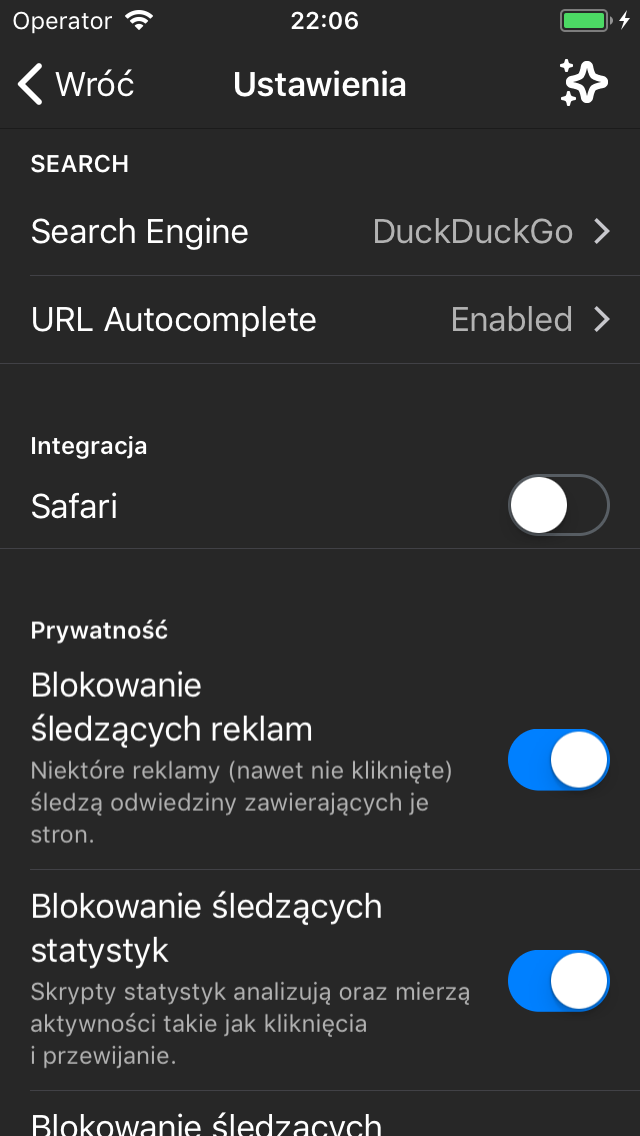 Operator
22:06
Wróć
Ustawienia
SEARCH
Search Engine
DuckDuckGo
URL Autocomplete
Enabled
Integracja
Safari
Prywatność
Blokowanie
śledzących reklam
Niektóre reklamy (nawet nie kliknięte)
śledzą odwiedziny zawierających je
stron.
Blokowanie śledzących
statystyk
Skrypty statystyk analizują oraz mierzą
aktywności takie jak kliknięcia
i przewijanie.
Blokowanie śledzących